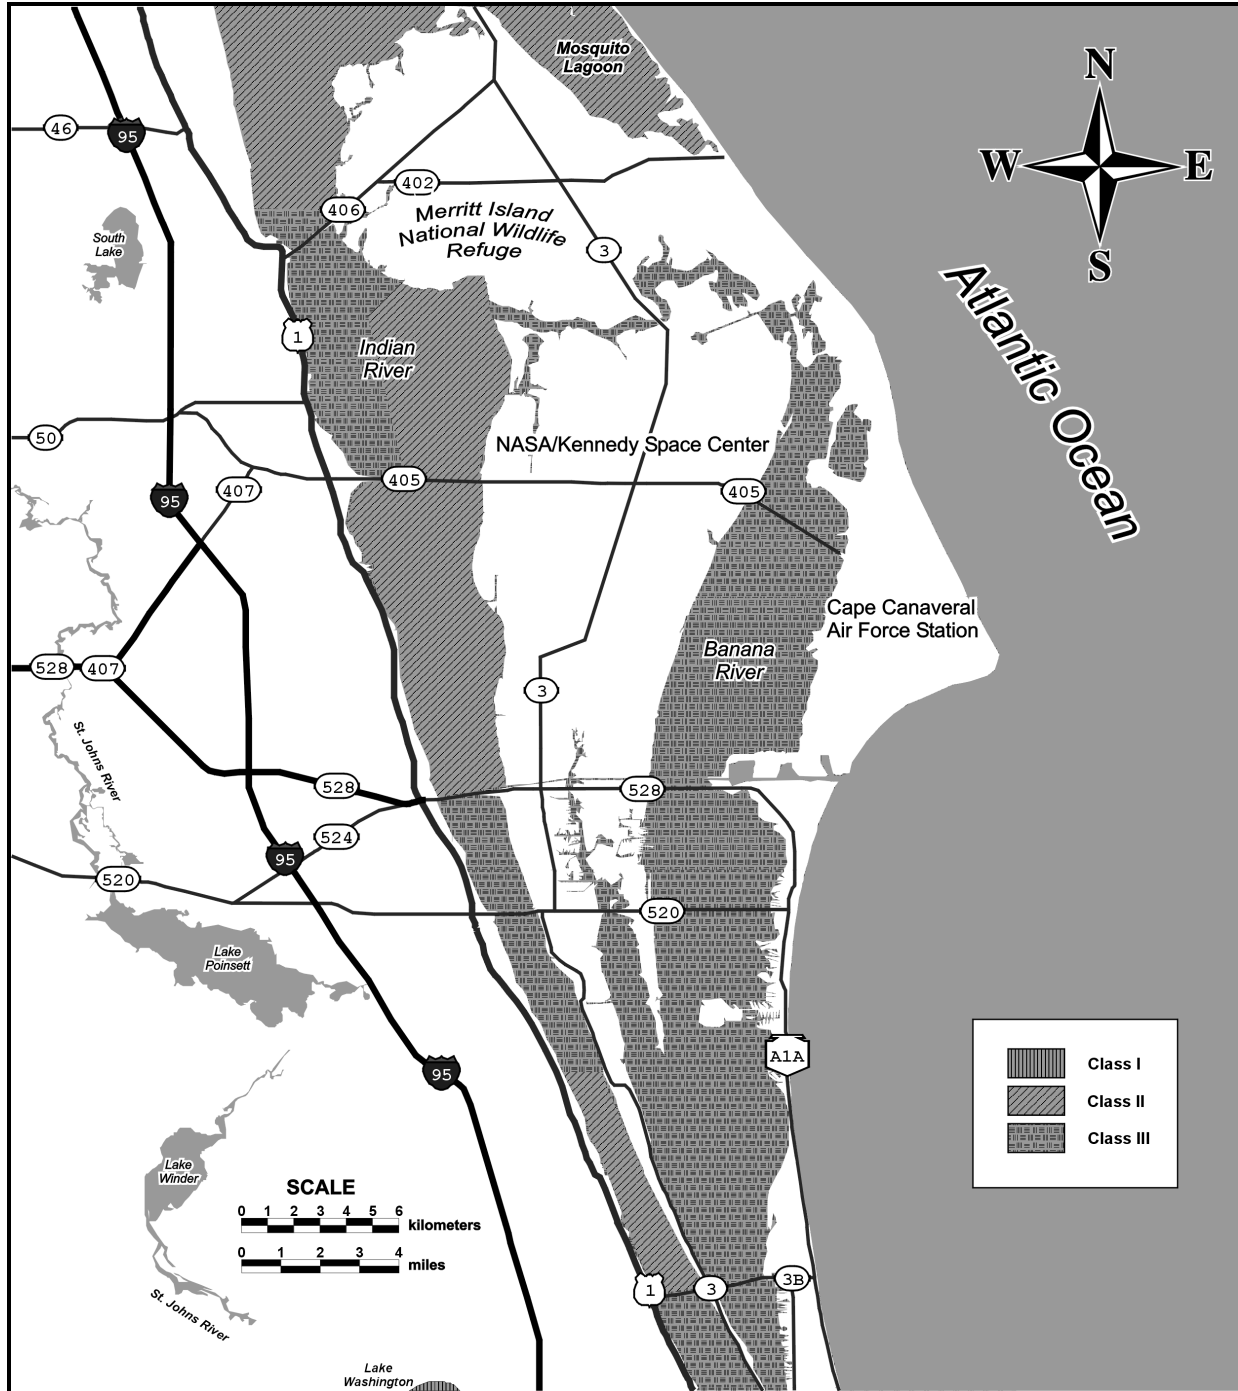 Mosquito
Lagoon
N
W
E
S
46
95
402
406
Merritt Island
National Wildlife
Refuge
3
South
Lake
Atlantic Ocean
1
Indian
River
50
NASA/Kennedy Space Center
405
405
407
95
Cape Canaveral
Air Force Station
Banana
River
528
407
3
St. Johns River
528
528
524
95
520
520
Lake
Poinsett
A1A
95
Class I
Class II
Class III
Lake
Winder
SCALE
0 1 2 3 4 5 6
kilometers
0 1 2 3 4
miles
1
3
3B
St. Johns River
Lake
Washington